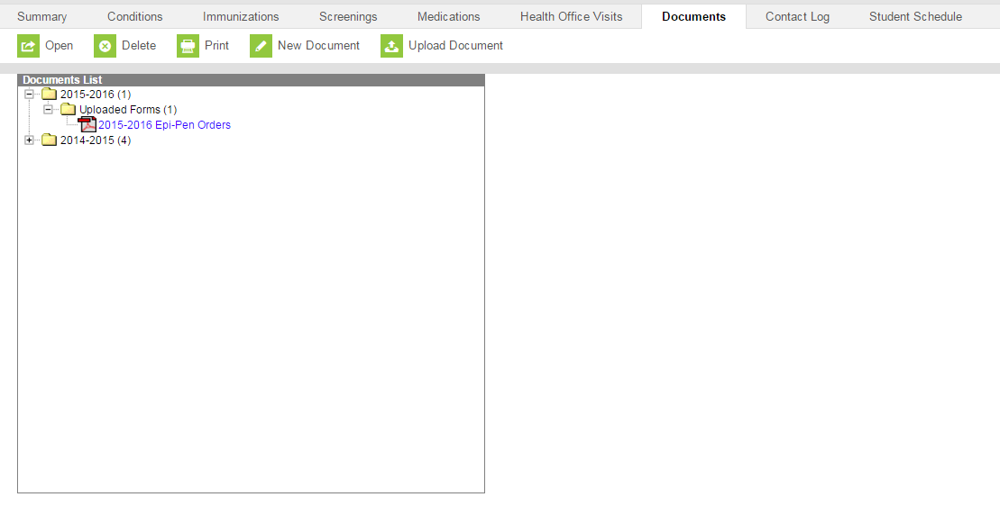 Summary Conditions Immunizations Screenings Medications Health Office Visits Documents Contact Log Student Schedule
Open Delete Print New Document Upload Document
Documents List
2015-2016 (1)
Uploaded Forms (1)
2015-2016 Epi-Pen Orders
2014-2015 (4)